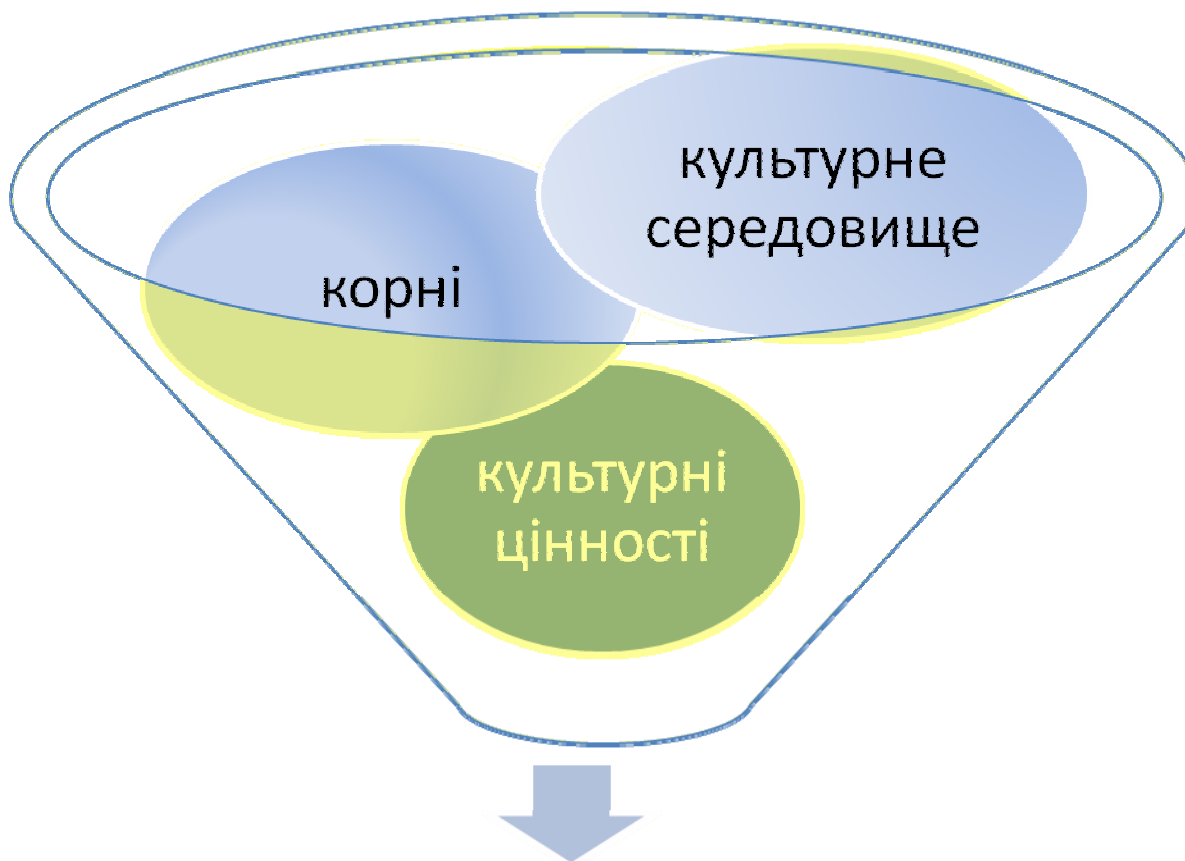 культурне
середовище
корні
культурні
цінності